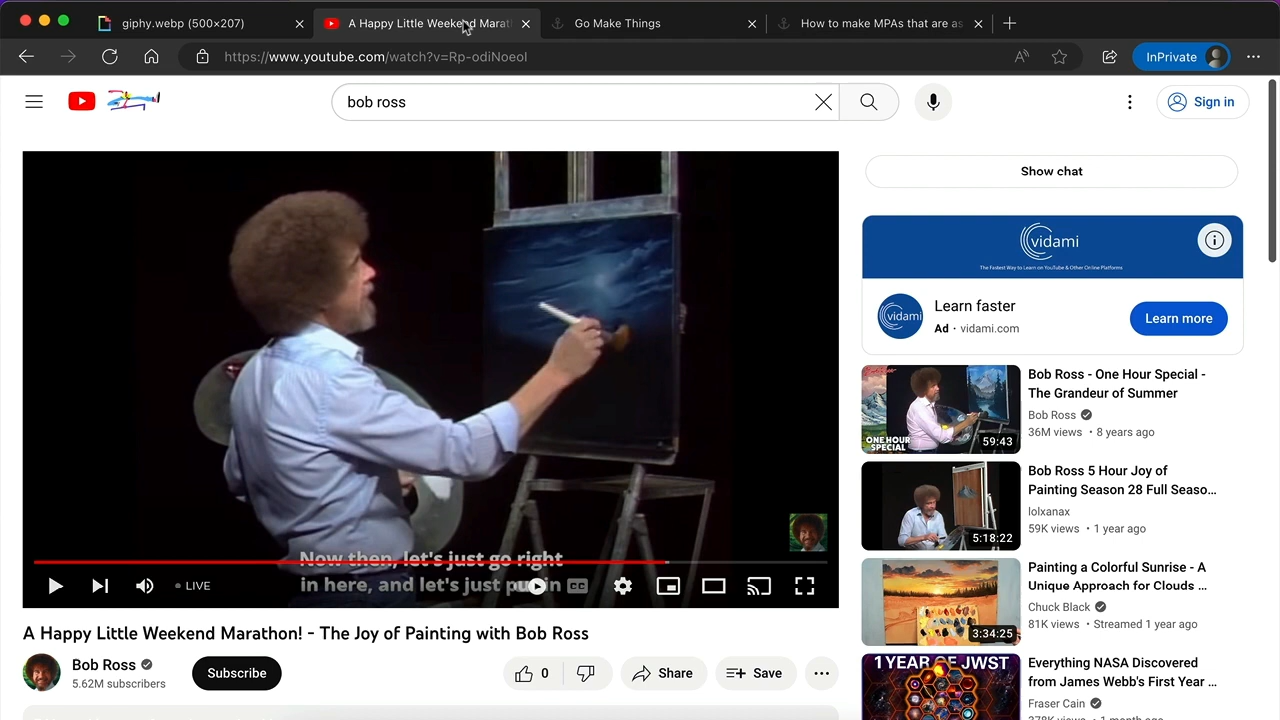 giphy.webp (500×207)
A Happy Little Weekend Marat
Go Make Things
How to make MPAs that are as
https://www.youtube.com/watch?v=Rp-odiNoeoI
InPrivate
bob ross
Sign in
Show chat
vidami
The Fastest Way to Learn on YouTube & Other Online Platforms
vidami
Learn faster
Ad · vidami.com
Learn more
Now then, let's just go right
in here, and let's just put in
LIVE
CC
A Happy Little Weekend Marathon! - The Joy of Painting with Bob Ross
Bob Ross
5.62M subscribers
Subscribe
0
Share
Save
ONE HOUR
SPECIAL
59:43
Bob Ross - One Hour Special -
The Grandeur of Summer
Bob Ross
36M views · 8 years ago
5:18:22
Bob Ross 5 Hour Joy of
Painting Season 28 Full Seaso...
lolxanax
59K views · 1 year ago
3:34:25
Painting a Colorful Sunrise - A
Unique Approach for Clouds ...
Chuck Black
81K views · Streamed 1 year ago
1 YEAR OF JWST
Everything NASA Discovered
from James Webb's First Year ...
Fraser Cain